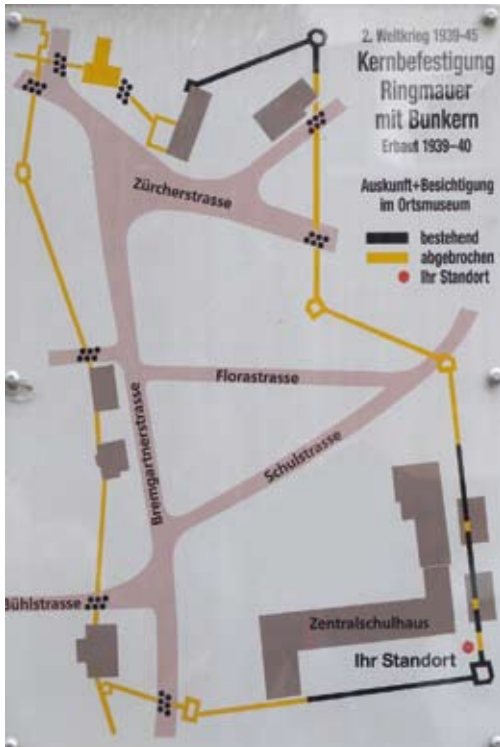 2. Weltkrieg 1939-45
Kernbefestigung
Ringmauer
mit Bunkern
Erbaut 1939–40
Auskunft+Besichtigung
im Ortsmuseum
bestehend
abgebrochen
Ihr Standort
Zürcherstrasse
Florastrasse
Bremgartnerstrasse
Schulstrasse
Bühlstrasse
Zentralschulhaus
Ihr Standort